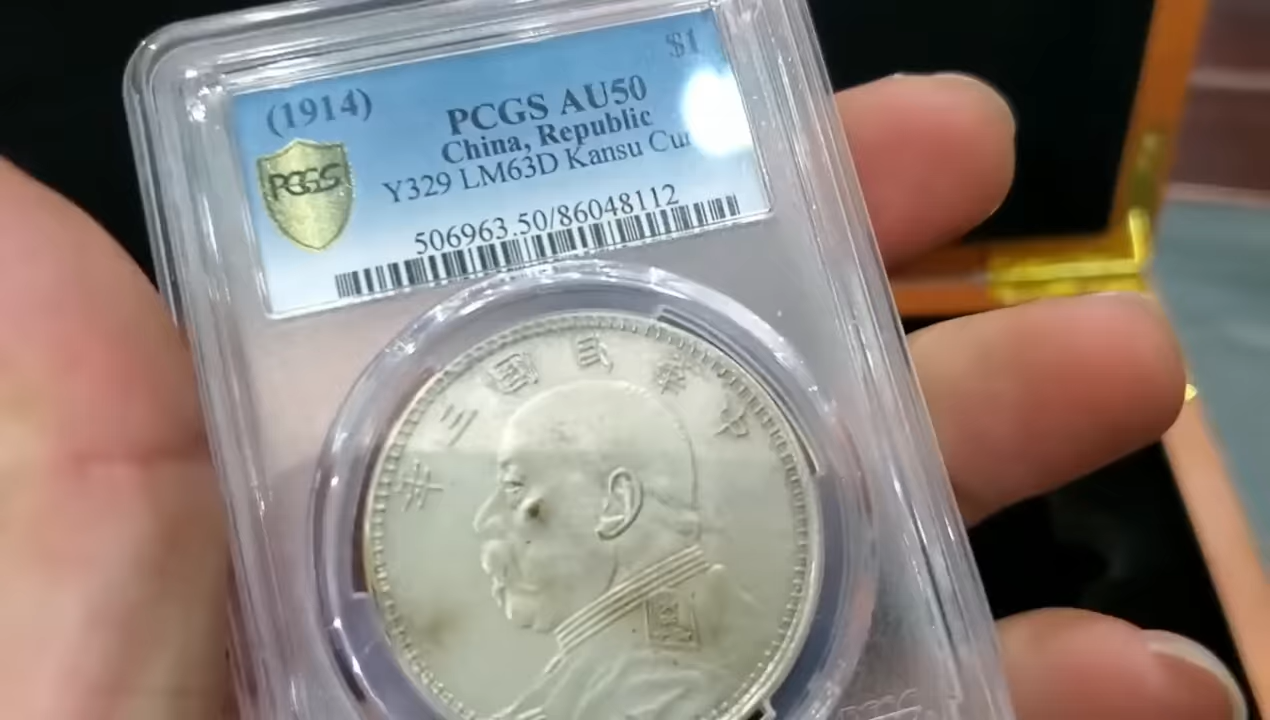 (1914)
$1
PCGS AU50
China, Republic
Y329 LM63D Kansu
506963.50/86048112
PCGS
年三國民華中
PCGS